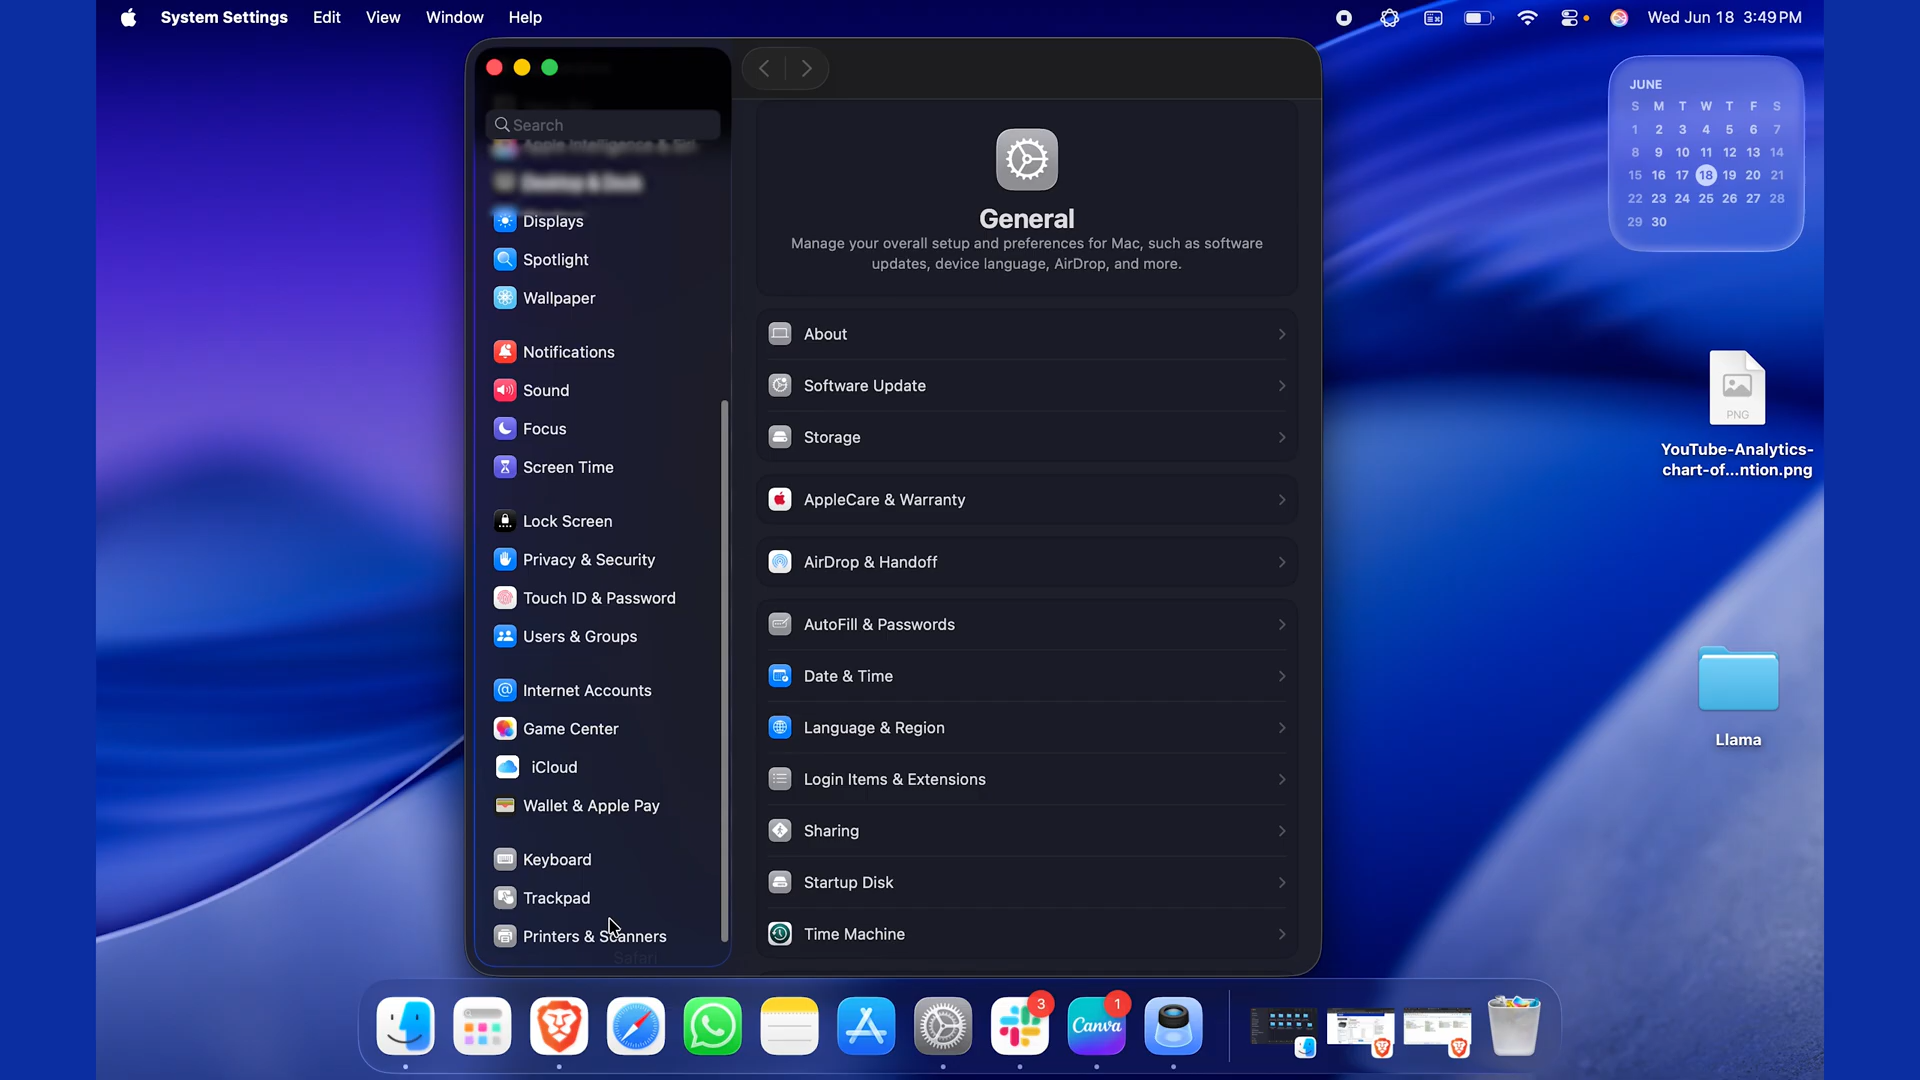 System Settings Edit View Window Help
Wed Jun 18 3:49 PM
Search
Apple Intelligence & Siri
Desktop & Dock
Displays
Spotlight
Wallpaper
Notifications
Sound
Focus
Screen Time
Lock Screen
Privacy & Security
Touch ID & Password
Users & Groups
Internet Accounts
Game Center
iCloud
Wallet & Apple Pay
Keyboard
Trackpad
Printers & Scanners
Safari
General
Manage your overall setup and preferences for Mac, such as software
updates, device language, AirDrop, and more.
About
Software Update
Storage
AppleCare & Warranty
AirDrop & Handoff
AutoFill & Passwords
Date & Time
Language & Region
Login Items & Extensions
Sharing
Startup Disk
Time Machine
JUNE
S M T W T F S
1 2 3 4 5 6 7
8 9 10 11 12 13 14
15 16 17 18 19 20 21
22 23 24 25 26 27 28
29 30
PNG
YouTube-Analytics-
chart-of...ntion.png
Llama
3
Canva
1